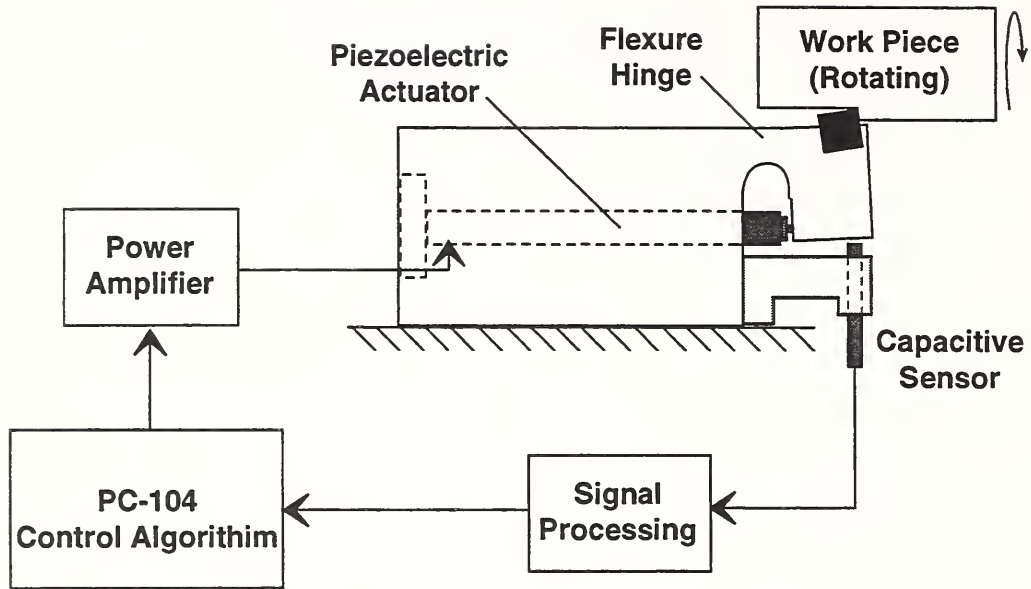 Piezoelectric
Actuator
Flexure
Hinge
Work Piece
(Rotating)
Power
Amplifier
Capacitive
Sensor
PC-104
Control Algorithim
Signal
Processing